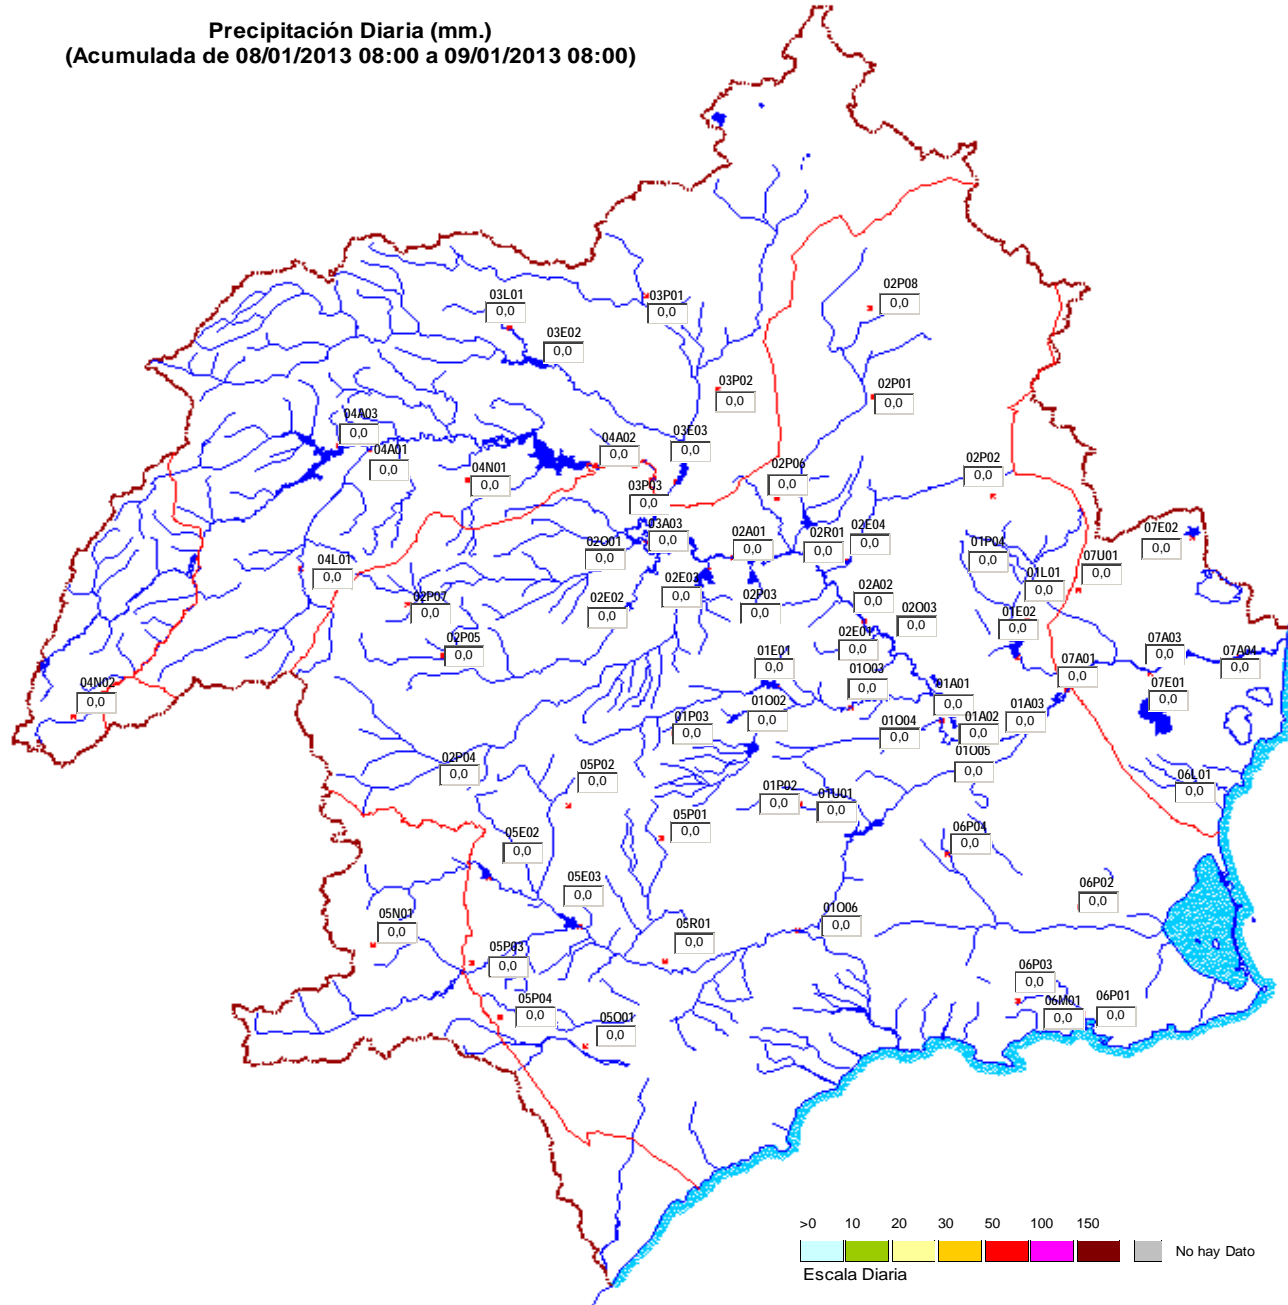 Precipitación Diaria (mm.)
(Acumulada de 08/01/2013 08:00 a 09/01/2013 08:00)
03L01
0,0
03P01
0,0
02P08
0,0
03E02
0,0
03P02
0,0
02P01
0,0
04A03
0,0
04A01
0,0
04A02
0,0
03E03
0,0
04N01
0,0
02P06
0,0
02P02
0,0
03P03
0,0
03A03
0,0
02O01
0,0
02A01
0,0
02R01
0,0
02E04
0,0
01P04
0,0
07E02
0,0
07U01
0,0
04L01
0,0
02E03
0,0
01L01
0,0
02P07
0,0
02E02
0,0
02P03
0,0
02A02
0,0
02O03
0,0
01E02
0,0
02P05
0,0
02E01
0,0
07A03
0,0
07A04
0,0
01E01
0,0
01O03
0,0
07A01
0,0
04N02
0,0
07E01
0,0
01A01
0,0
01P03
0,0
01O02
0,0
01O04
0,0
01A02
0,0
01A03
0,0
02P04
0,0
05P02
0,0
01O05
0,0
06L01
0,0
01P02
0,0
01U01
0,0
05P01
0,0
05E02
0,0
06P04
0,0
05E03
0,0
06P02
0,0
05N01
0,0
05R01
0,0
01O06
0,0
05P03
0,0
06P03
0,0
05P04
0,0
06M01
0,0
06P01
0,0
05O01
0,0
>0 10 20 30 50 100 150
No hay Dato
Escala Diaria